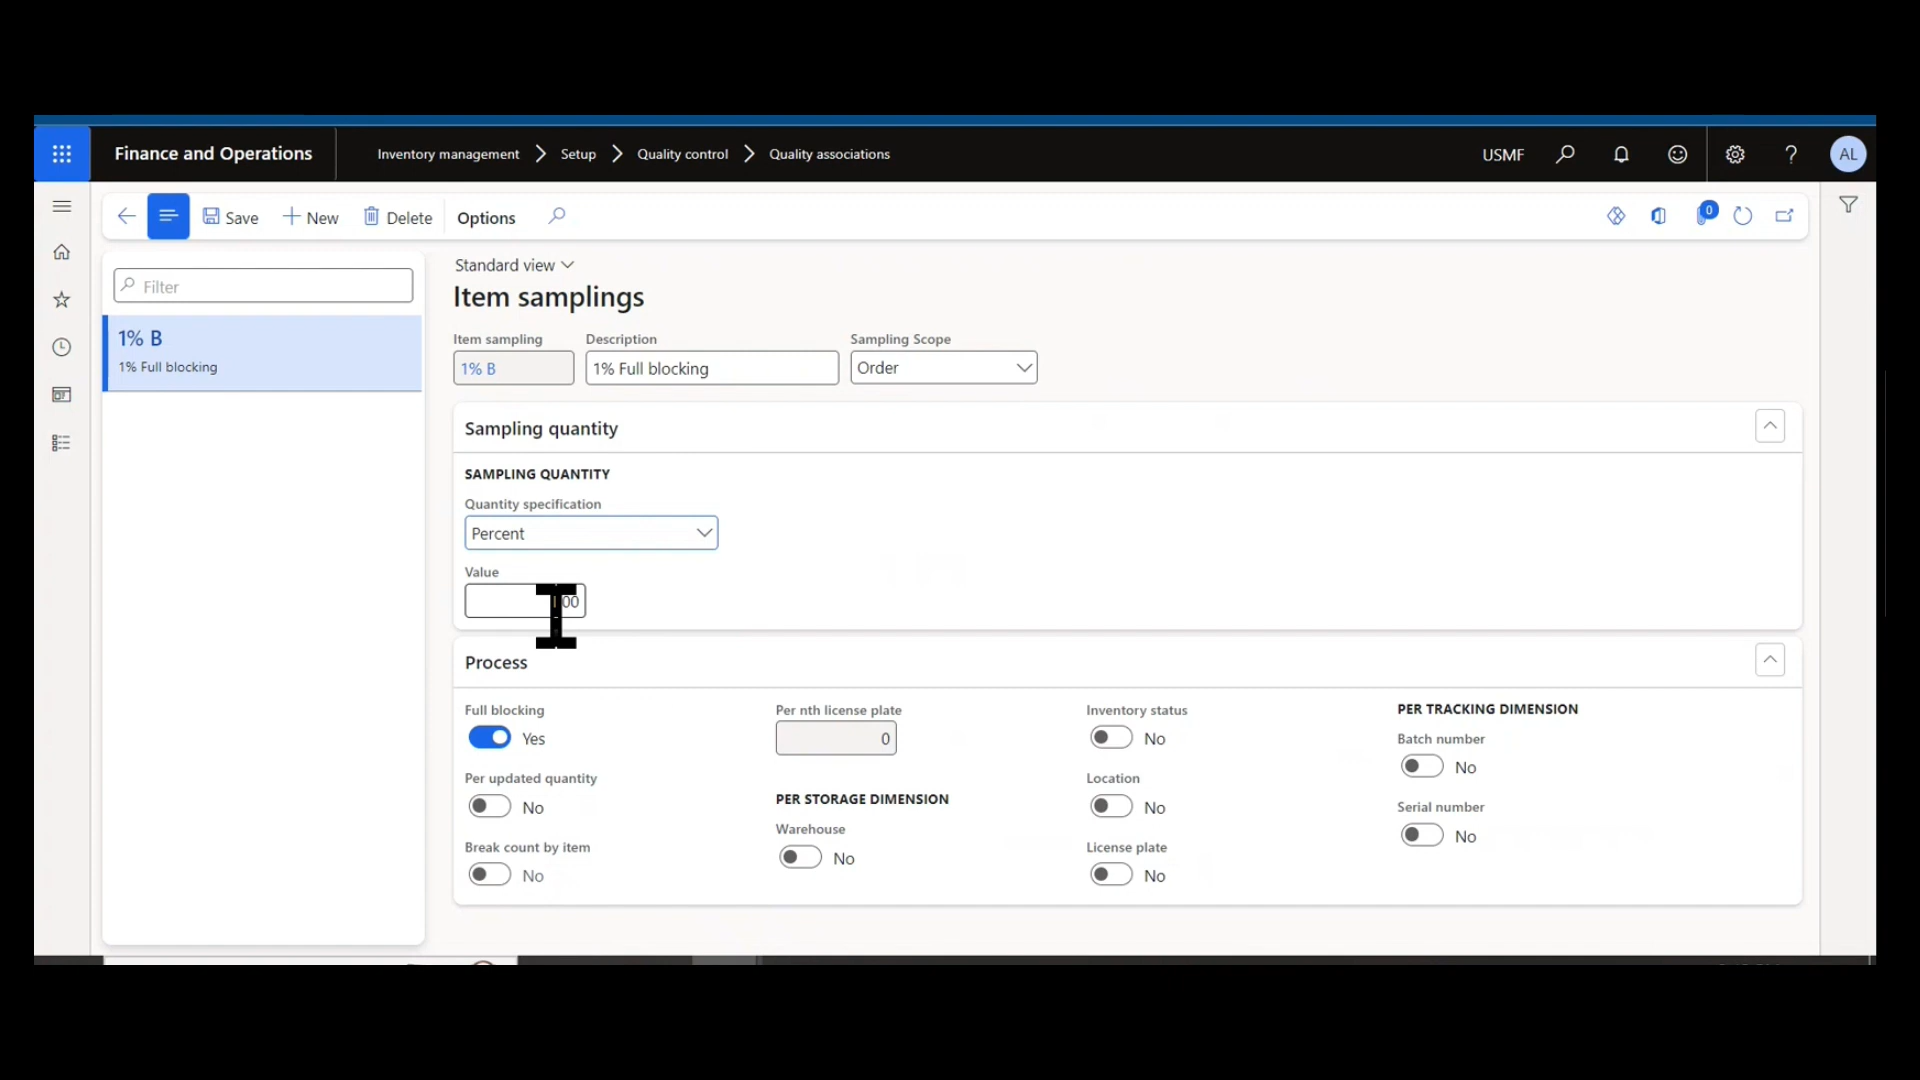 Finance and Operations
Inventory management
Setup
Quality control
Quality associations
USMF
AL
Save
New
Delete
Options
0
Filter
1% B
1% Full blocking
Standard view
Item samplings
Item sampling
Description
Sampling Scope
1% B
1% Full blocking
Order
Sampling quantity
SAMPLING QUANTITY
Quantity specification
Percent
Value
Process
Full blocking
Yes
Per updated quantity
No
Break count by item
No
Per nth license plate
0
PER STORAGE DIMENSION
Warehouse
No
Inventory status
No
Location
No
License plate
No
PER TRACKING DIMENSION
Batch number
No
Serial number
No